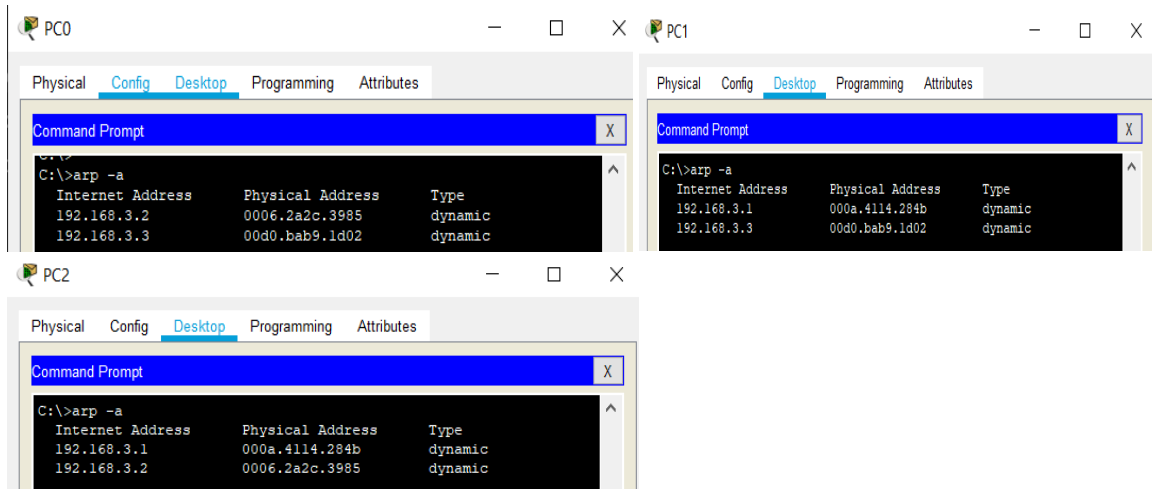 PC0
Physical Config Desktop Programming Attributes
Command Prompt
X
C:\>
C:\>arp -a
Internet Address Physical Address Type
192.168.3.2 0006.2a2c.3985 dynamic
192.168.3.3 00d0.bab9.1d02 dynamic
PC1
Physical Config Desktop Programming Attributes
Command Prompt
X
C:\>arp -a
Internet Address Physical Address Type
192.168.3.1 000a.4114.284b dynamic
192.168.3.3 00d0.bab9.1d02 dynamic
PC2
Physical Config Desktop Programming Attributes
Command Prompt
X
C:\>arp -a
Internet Address Physical Address Type
192.168.3.1 000a.4114.284b dynamic
192.168.3.2 0006.2a2c.3985 dynamic